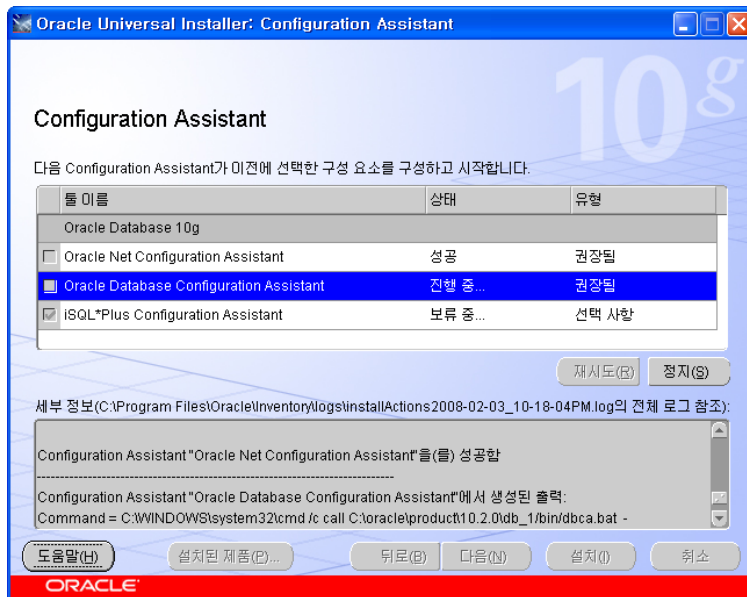 Oracle Universal Installer: Configuration Assistant
10g
Configuration Assistant
다음 Configuration Assistant가 이전에 선택한 구성 요소를 구성하고 시작합니다.
툴 이름 상태 유형
Oracle Database 10g
Oracle Net Configuration Assistant 성공 권장됨
Oracle Database Configuration Assistant 진행 중... 권장됨
iSQL*Plus Configuration Assistant 보류 중... 선택 사항
재시도(R) 정지(S)
세부 정보(C:\Program Files\Oracle\Inventory\logs\installActions2008-02-03_10-18-04PM.log의 전체 로그 참조):
Configuration Assistant "Oracle Net Configuration Assistant"을(를) 성공함
-----------------------------------------------------------------------------
Configuration Assistant "Oracle Database Configuration Assistant"에서 생성된 출력:
Command = C:\WINDOWS\system32\cmd /c call C:\oracle\product\10.2.0\db_1/bin/dbca.bat -
도움말(H) 설치된 제품(P)... 뒤로(B) 다음(N) 설치(I) 취소
ORACLE